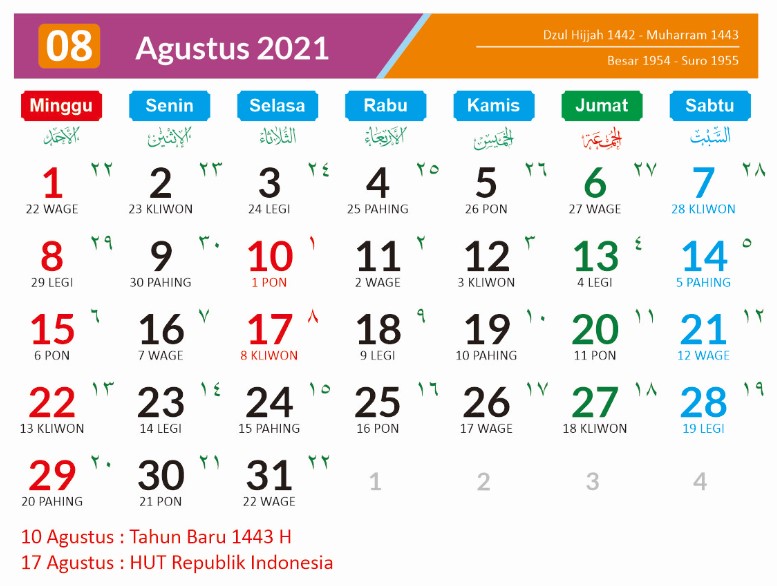 08 Agustus 2021
Dzul Hijjah 1442 - Muharram 1443
Besar 1954 - Suro 1955
Minggu Senin Selasa Rabu Kamis Jumat Sabtu
الأحد الإثنين الثلاثاء الأربعاء الخميس الجمعة السبت
1 ٢٢ 2 ٢٣ 3 ٢٤ 4 ٢٥ 5 ٢٦ 6 ٢٧ 7 ٢٨
22 WAGE 23 KLIWON 24 LEGI 25 PAHING 26 PON 27 WAGE 28 KLIWON
8 ٢٩ 9 ٣٠ 10 ١ 11 ٢ 12 ٣ 13 ٤ 14 ٥
29 LEGI 30 PAHING 1 PON 2 WAGE 3 KLIWON 4 LEGI 5 PAHING
15 ٦ 16 ٧ 17 ٨ 18 ٩ 19 ١٠ 20 ١١ 21 ١٢
6 PON 7 WAGE 8 KLIWON 9 LEGI 10 PAHING 11 PON 12 WAGE
22 ١٣ 23 ١٤ 24 ١٥ 25 ١٦ 26 ١٧ 27 ١٨ 28 ١٩
13 KLIWON 14 LEGI 15 PAHING 16 PON 17 WAGE 18 KLIWON 19 LEGI
29 ٢٠ 30 ٢١ 31 ٢٢ 1 2 3 4
20 PAHING 21 PON 22 WAGE
10 Agustus : Tahun Baru 1443 H
17 Agustus : HUT Republik Indonesia